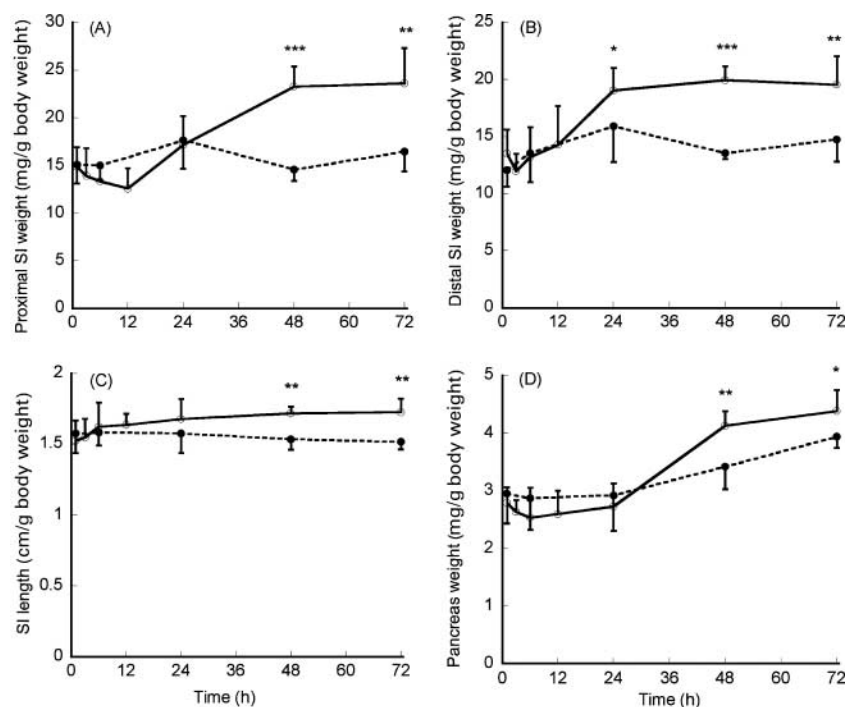 (A)
Proximal SI weight (mg/g body weight)
30
25
20
15
10
5
0
***
**
0 12 24 36 48 60 72
(B)
Distal SI weight (mg/g body weight)
25
20
15
10
5
0
*
***
**
0 12 24 36 48 60 72
(C)
SI length (cm/g body weight)
2
1.5
1
0.5
0
**
**
0 12 24 36 48 60 72
Time (h)
(D)
Pancreas weight (mg/g body weight)
5
4
3
2
1
0
**
*
0 12 24 36 48 60 72
Time (h)